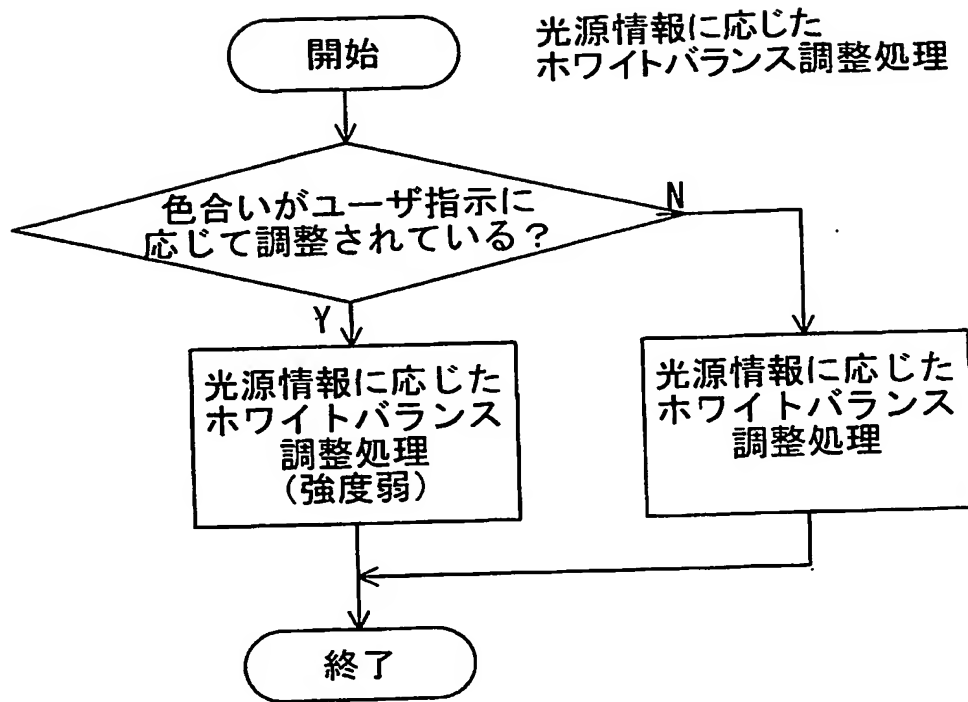 光源情報に応じた
ホワイトバランス調整処理
開始
色合いがユーザ指示に
応じて調整されている?
N
Y
光源情報に応じた
ホワイトバランス
調整処理
(強度弱)
光源情報に応じた
ホワイトバランス
調整処理
終了